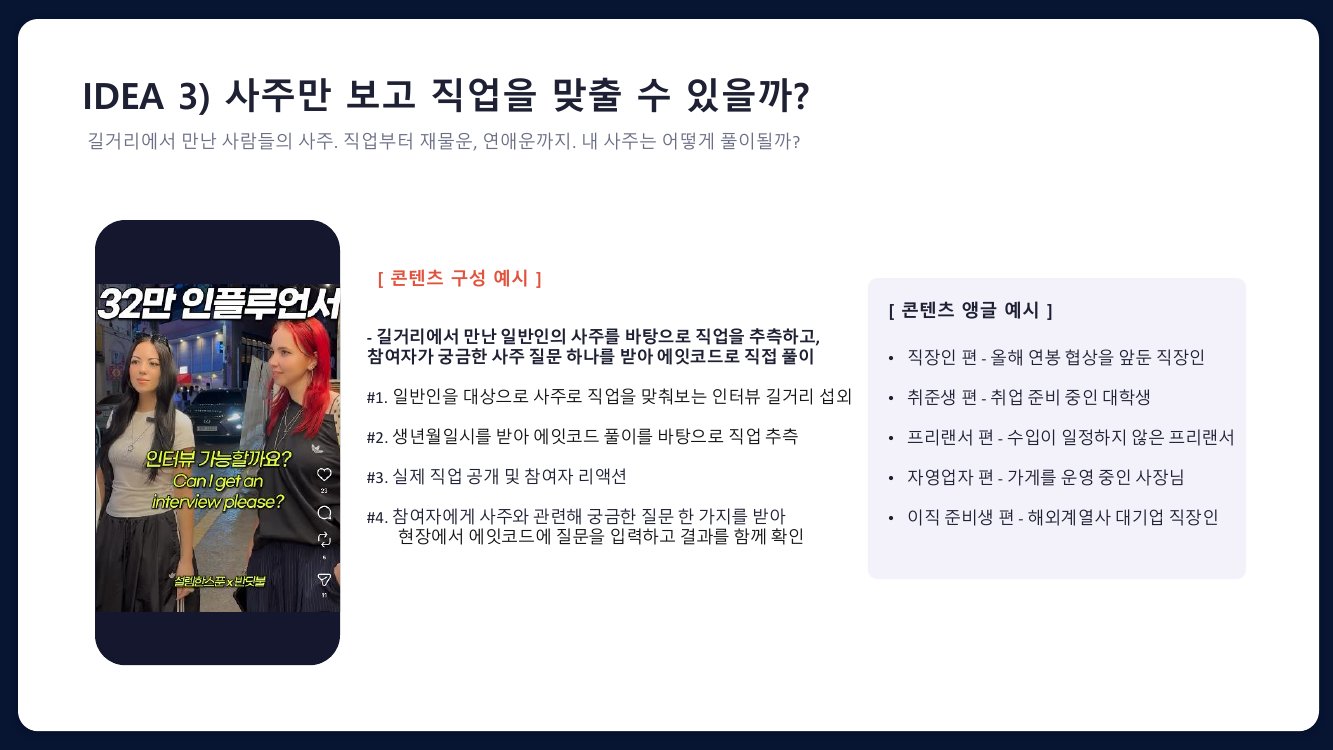 IDEA 3) 사주만 보고 직업을 맞출 수 있을까?
길거리에서 만난 사람들의 사주. 직업부터 재물운, 연애운까지. 내 사주는 어떻게 풀이될까?
32만 인플루언서
인터뷰 가능할까요?
Can I get an
interview please?
설립한스푼 x 반딧불
[ 콘텐츠 구성 예시 ]
- 길거리에서 만난 일반인의 사주를 바탕으로 직업을 추측하고,
참여자가 궁금한 사주 질문 하나를 받아 에잇코드로 직접 풀이
#1. 일반인을 대상으로 사주로 직업을 맞춰보는 인터뷰 길거리 섭외
#2. 생년월일시를 받아 에잇코드 풀이를 바탕으로 직업 추측
#3. 실제 직업 공개 및 참여자 리액션
#4. 참여자에게 사주와 관련해 궁금한 질문 한 가지를 받아
현장에서 에잇코드에 질문을 입력하고 결과를 함께 확인
[ 콘텐츠 앵글 예시 ]
• 직장인 편 - 올해 연봉 협상을 앞둔 직장인
• 취준생 편 - 취업 준비 중인 대학생
• 프리랜서 편 - 수입이 일정하지 않은 프리랜서
• 자영업자 편 - 가게를 운영 중인 사장님
• 이직 준비생 편 - 해외계열사 대기업 직장인